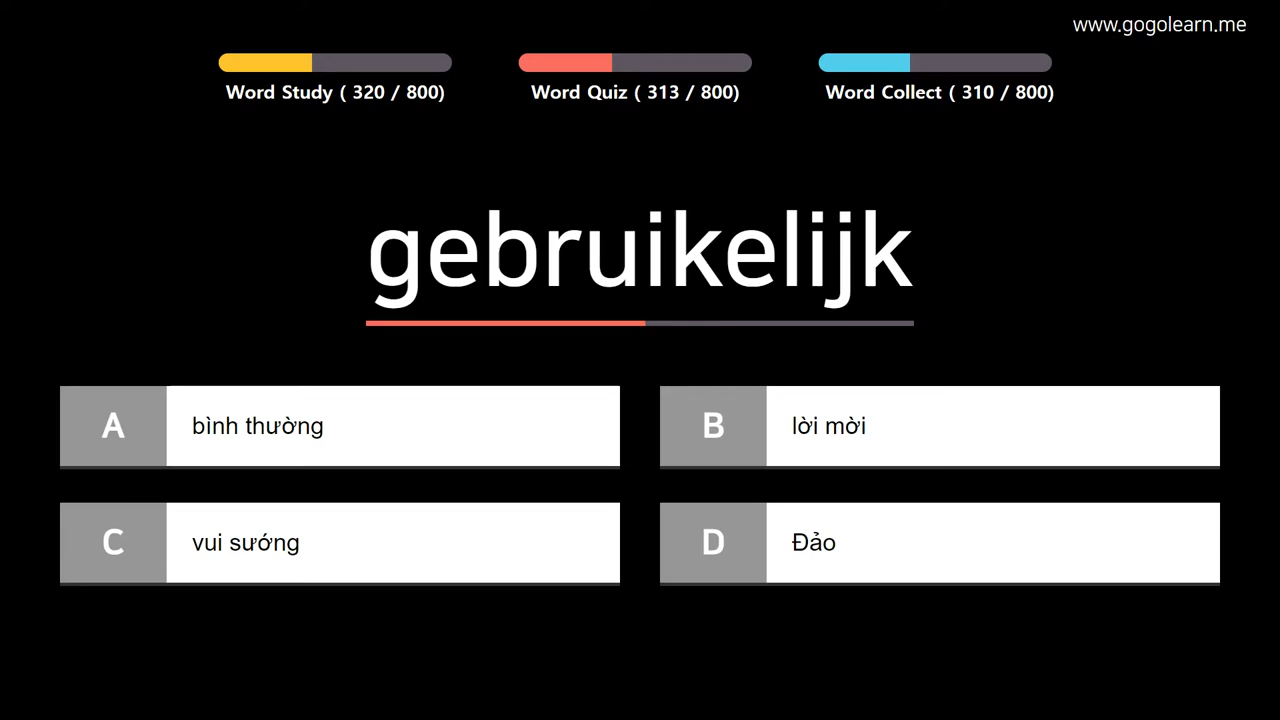 www.gogolearn.me
Word Study ( 320 / 800)
Word Quiz ( 313 / 800)
Word Collect ( 310 / 800)
gebruikelijk
A bình thường
B lời mời
C vui sướng
D Đảo